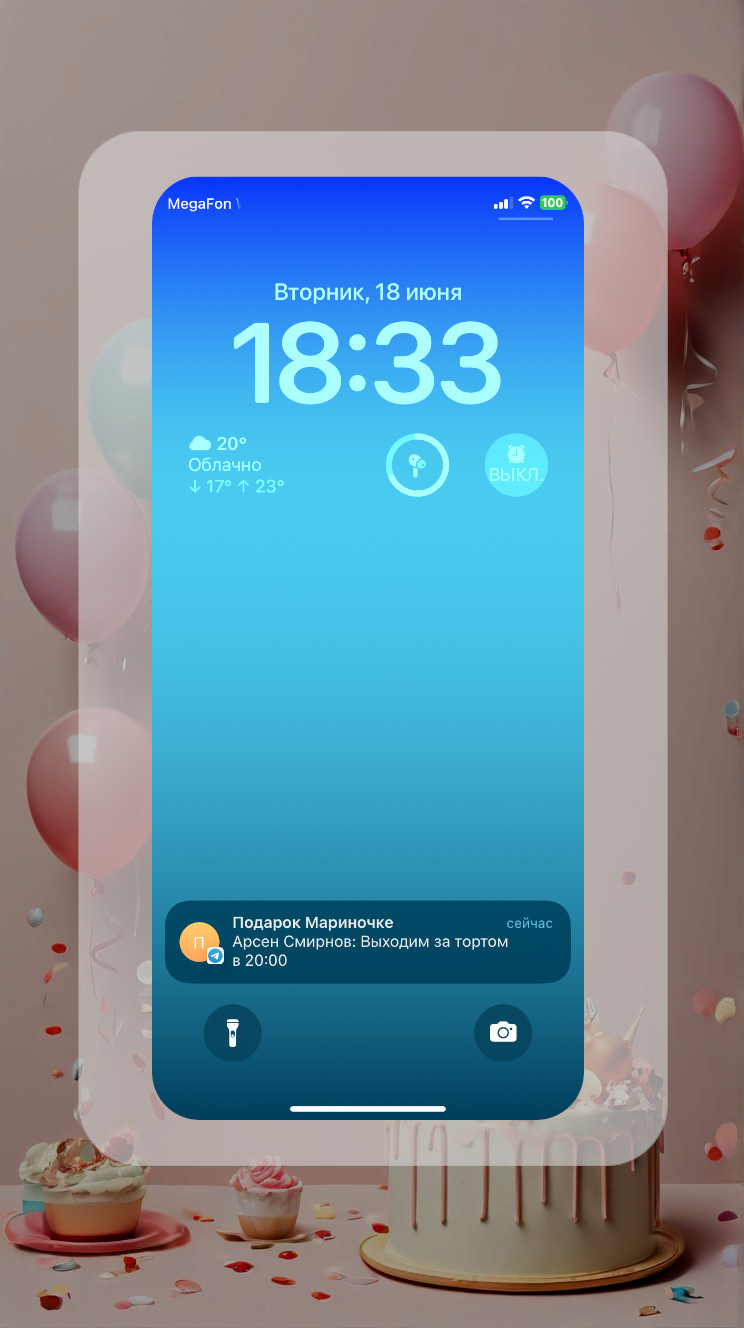 MegaFon
100
Вторник, 18 июня
18:33
20°
Облачно
↓ 17° ↑ 23°
ВЫКЛ.
Подарок Мариночке
сейчас
П
Арсен Смирнов: Выходим за тортом
в 20:00